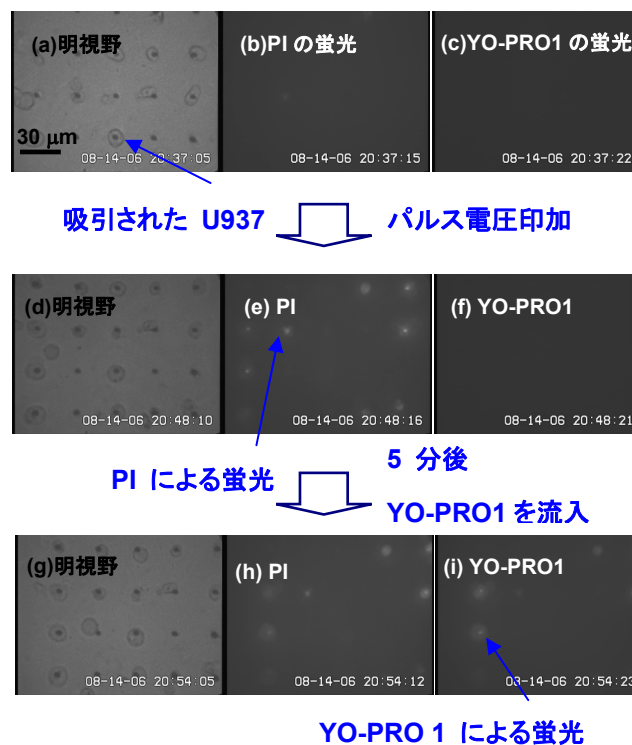 (a)明視野
(b)PI の蛍光
(c)YO-PRO1 の蛍光
30 μm
08-14-06 20:37:05
08-14-06 20:37:15
08-14-06 20:37:22
吸引された U937
パルス電圧印加
(d)明視野
(e) PI
(f) YO-PRO1
08-14-06 20:48:10
08-14-06 20:48:16
08-14-06 20:48:21
PI による蛍光
5 分後
YO-PRO1 を流入
(g)明視野
(h) PI
(i) YO-PRO1
08-14-06 20:54:05
08-14-06 20:54:12
08-14-06 20:54:23
YO-PRO 1 による蛍光